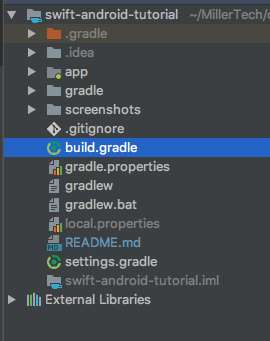 swift-android-tutorial ~/MillerTech/
.gradle
.idea
app
gradle
screenshots
.gitignore
build.gradle
gradle.properties
gradlew
gradlew.bat
local.properties
README.md
settings.gradle
swift-android-tutorial.iml
External Libraries